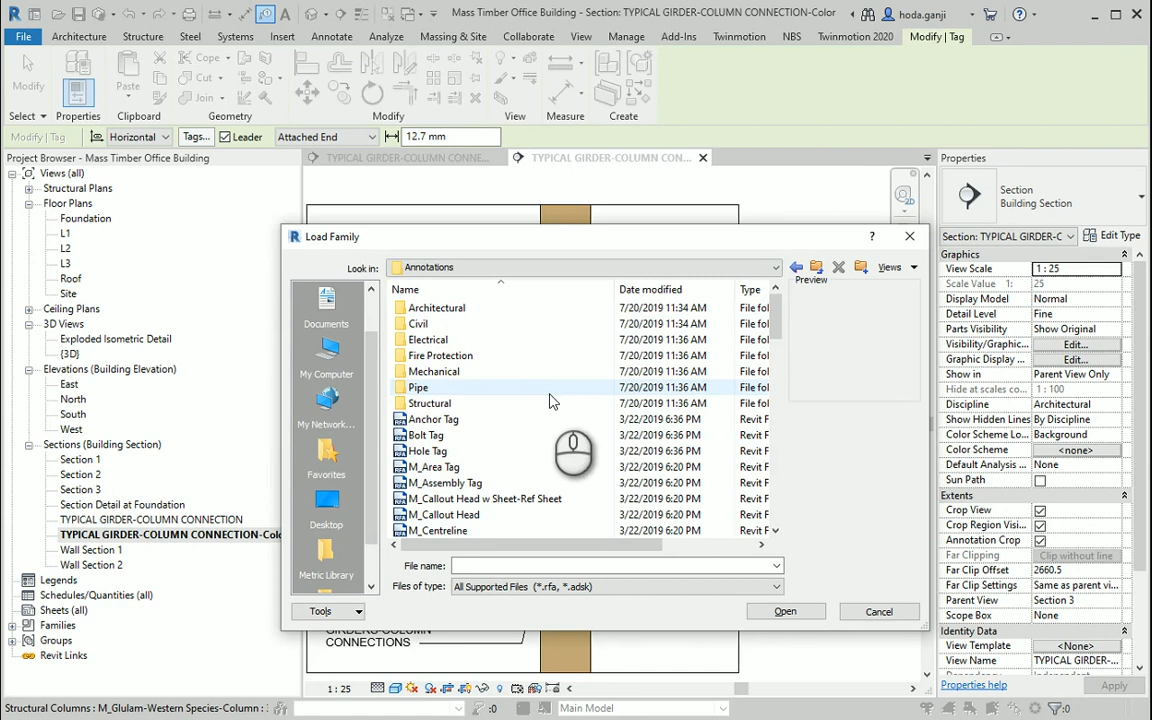 Mass Timber Office Building - Section: TYPICAL GIRDER-COLUMN CONNECTION-Color
hoda.ganji
File Architecture Structure Steel Systems Insert Annotate Analyze Massing & Site Collaborate View Manage Add-Ins Twinmotion NBS Twinmotion 2020 Modify | Tag
Modify Paste Cope Cut Join
Select Properties Clipboard Geometry Modify View Measure Create
Modify | Tag Horizontal Tags... Leader Attached End 12.7 mm
Project Browser - Mass Timber Office Building
TYPICAL GIRDER-COLUMN CONNE...
TYPICAL GIRDER-COLUMN CON...
Views (all)
Structural Plans
Floor Plans
Foundation
L1
L2
L3
Roof
Site
Ceiling Plans
3D Views
Exploded Isometric Detail
{3D}
Elevations (Building Elevation)
East
North
South
West
Sections (Building Section)
Section 1
Section 2
Section 3
Section Detail at Foundation
TYPICAL GIRDER-COLUMN CONNECTION
TYPICAL GIRDER-COLUMN CONNECTION-Colo
Wall Section 1
Wall Section 2
Legends
Schedules/Quantities (all)
Sheets (all)
Families
Groups
Revit Links
Load Family
Look in: Annotations Views
Name Date modified Type
Preview
Architectural 7/20/2019 11:34 AM File fol
Civil 7/20/2019 11:34 AM File fol
Electrical 7/20/2019 11:36 AM File fol
Fire Protection 7/20/2019 11:36 AM File fol
Mechanical 7/20/2019 11:36 AM File fol
Pipe 7/20/2019 11:36 AM File fol
Structural 7/20/2019 11:36 AM File fol
Anchor Tag 3/22/2019 6:36 PM Revit F
Bolt Tag 3/22/2019 6:36 PM Revit F
Hole Tag 3/22/2019 6:36 PM Revit F
M_Area Tag 3/22/2019 6:20 PM Revit F
M_Assembly Tag 3/22/2019 6:20 PM Revit F
M_Callout Head w Sheet-Ref Sheet 3/22/2019 6:20 PM Revit F
M_Callout Head 3/22/2019 6:20 PM Revit F
M_Centreline 3/22/2019 6:20 PM Revit F
Documents
My Computer
My Network...
Favorites
Desktop
Metric Library
File name:
Files of type: All Supported Files (*.rfa, *.adsk)
Tools Open Cancel
GIRDERS-COLUMN
CONNECTIONS
2D
Properties
Section
Building Section
Section: TYPICAL GIRDER-C Edit Type
Graphics
View Scale 1 : 25
Scale Value 1: 25
Display Model Normal
Detail Level Fine
Parts Visibility Show Original
Visibility/Graphic... Edit...
Graphic Display ... Edit...
Show in Parent View Only
Hide at scales co... 1 : 100
Discipline Architectural
Show Hidden Lines By Discipline
Color Scheme Lo... Background
Color Scheme <none>
Default Analysis ... None
Sun Path
Extents
Crop View
Crop Region Visi...
Annotation Crop
Far Clipping Clip without line
Far Clip Offset 2660.5
Far Clip Settings Same as parent vi...
Parent View Section 3
Scope Box None
Identity Data
View Template <None>
View Name TYPICAL GIRDER-...
Properties help Apply
1 : 25
Structural Columns : M_Glulam-Western Species-Column : :0 Main Model :0